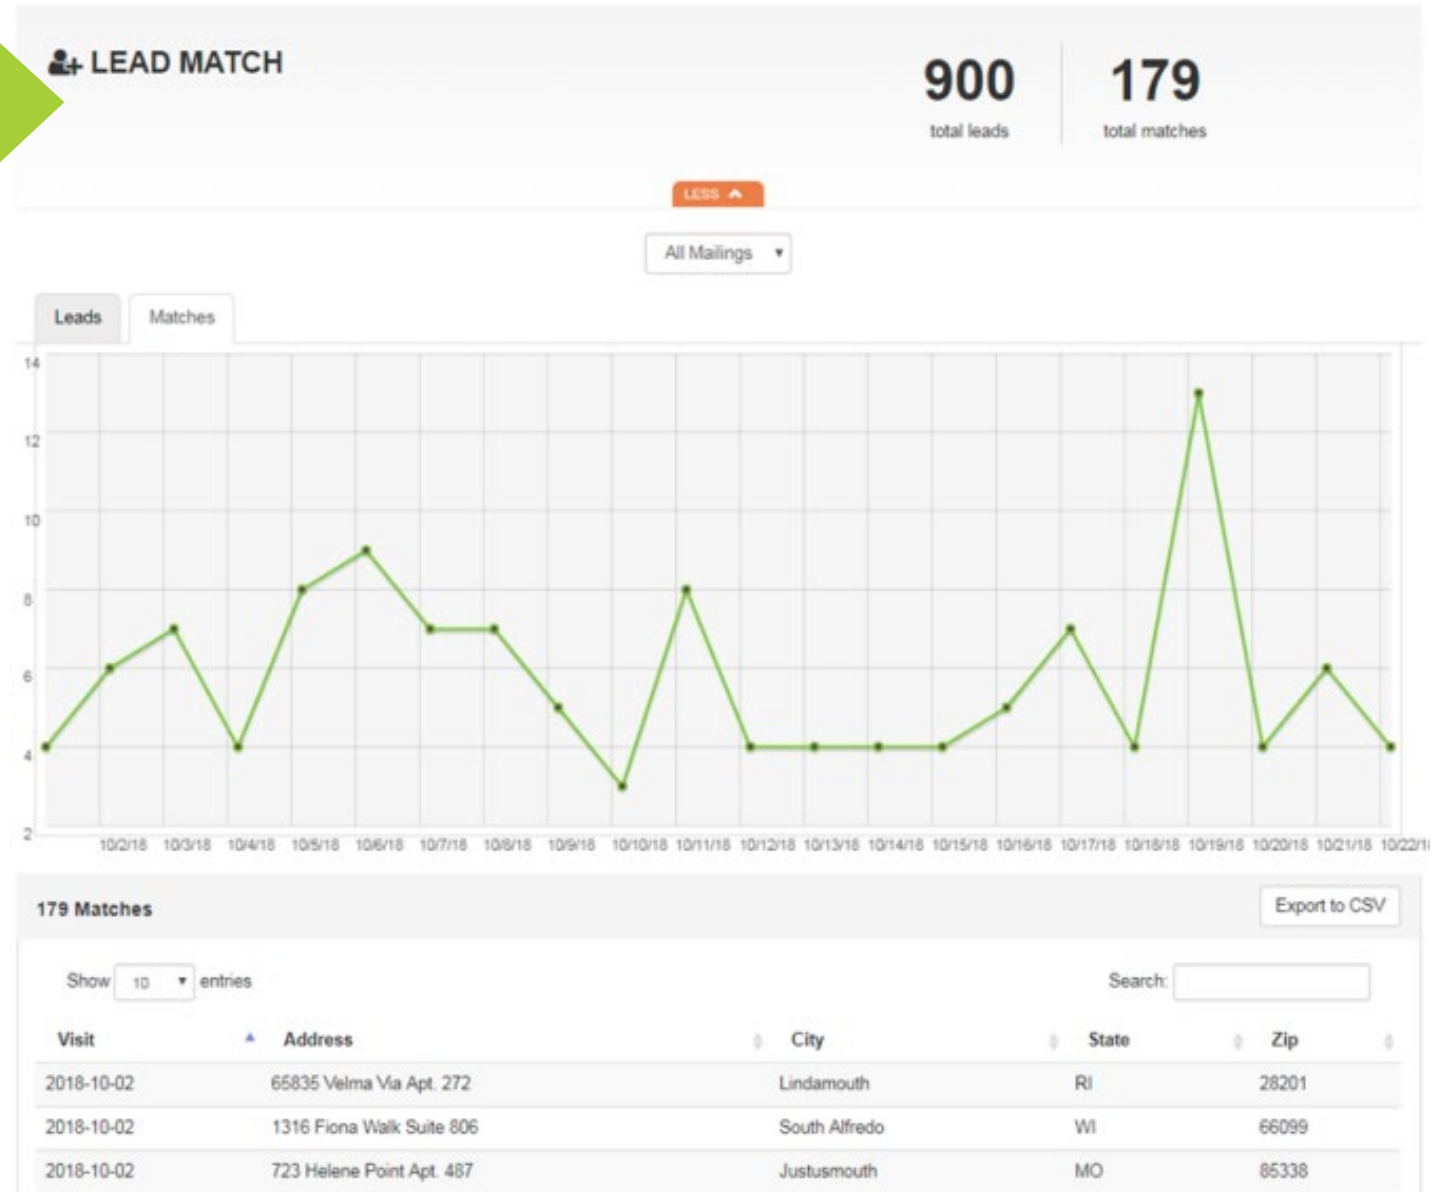 LEAD MATCH
900
total leads
179
total matches
LESS
All Mailings
Leads
Matches
14
12
10
8
6
4
2
10/2/18 10/3/18 10/4/18 10/5/18 10/6/18 10/7/18 10/8/18 10/9/18 10/10/18 10/11/18 10/12/18 10/13/18 10/14/18 10/15/18 10/16/18 10/17/18 10/18/18 10/19/18 10/20/18 10/21/18 10/22/1
179 Matches
Export to CSV
Show 10 entries
Search:
Visit Address City State Zip
2018-10-02 65835 Velma Via Apt. 272 Lindamouth RI 28201
2018-10-02 1316 Fiona Walk Suite 806 South Alfredo WI 66099
2018-10-02 723 Helene Point Apt. 487 Justusmouth MO 85338